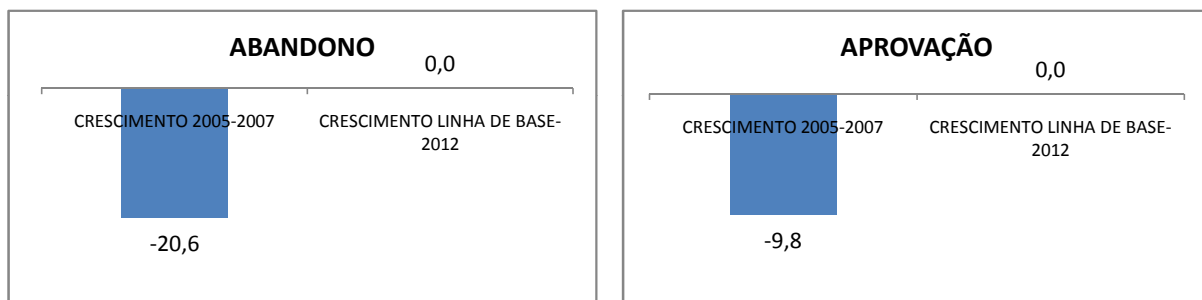 ABANDONO
0,0
CRESCIMENTO 2005-2007
CRESCIMENTO LINHA DE BASE-
2012
-20,6
APROVAÇÃO
0,0
CRESCIMENTO 2005-2007
CRESCIMENTO LINHA DE BASE-
2012
-9,8